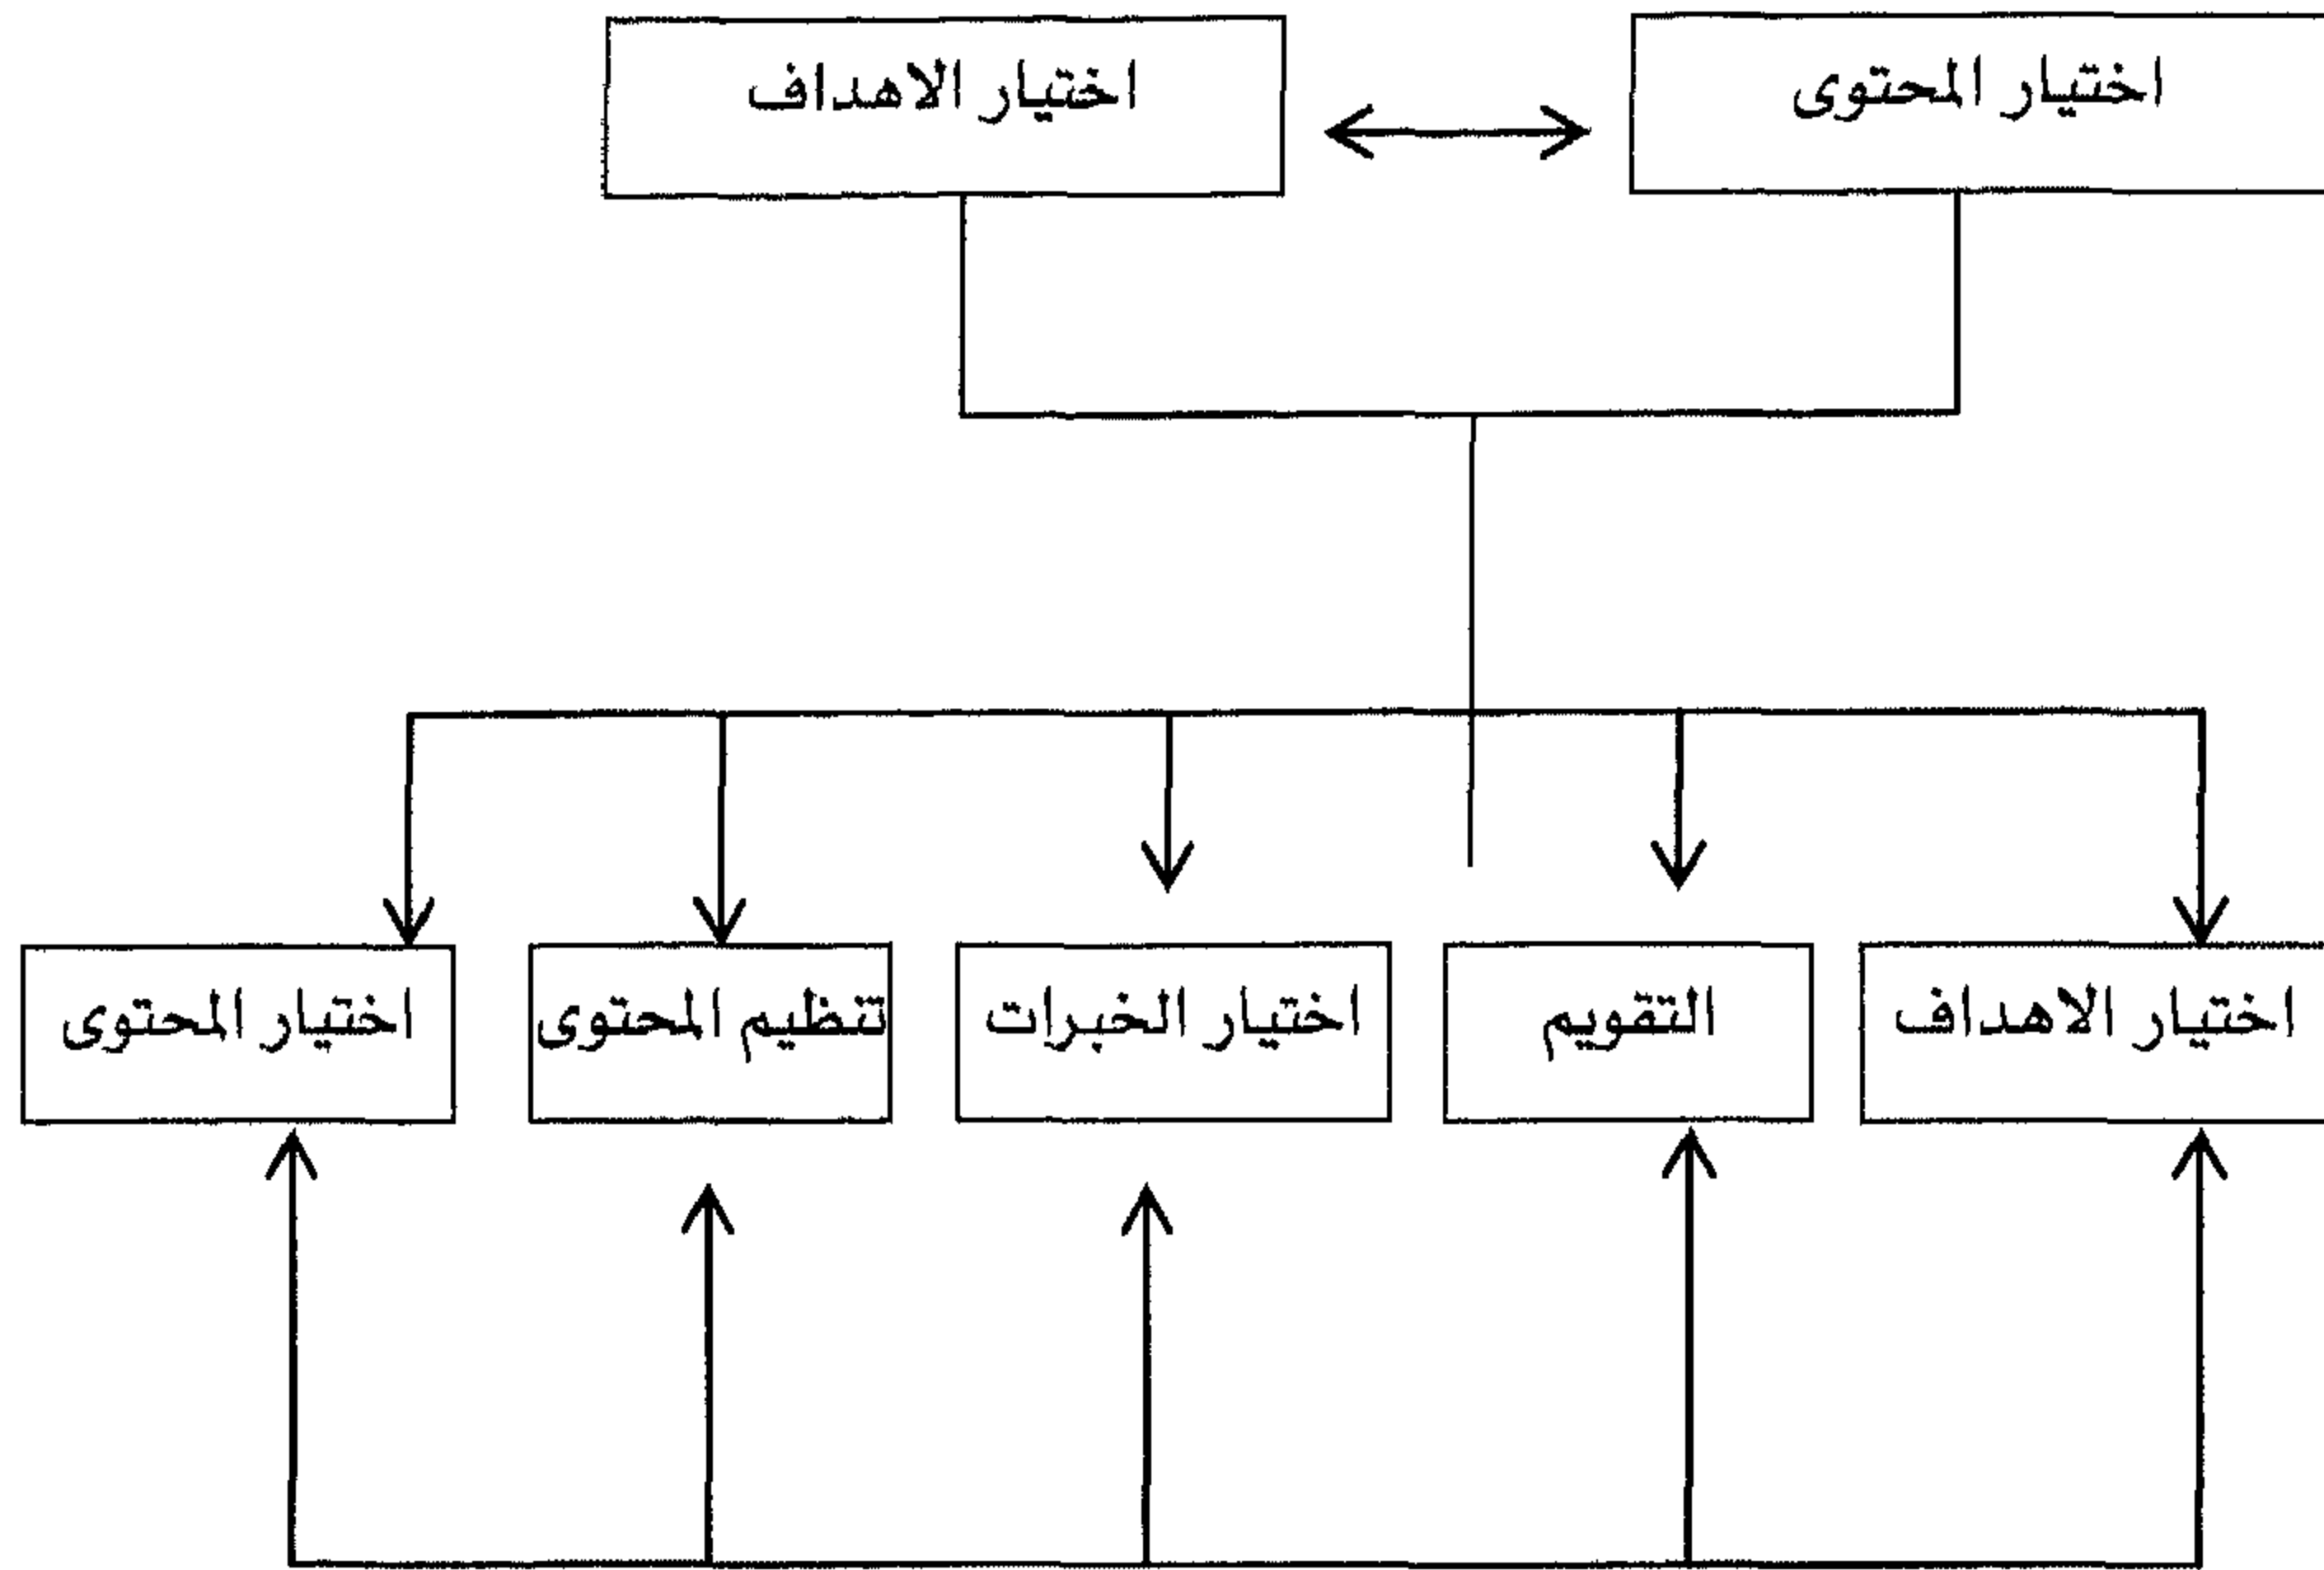 اختيار المحتوى
اختيار الاهداف
اختيار الاهداف
التقويم
اختيار الخبرات
تنظيم المحتوى
اختيار المحتوى